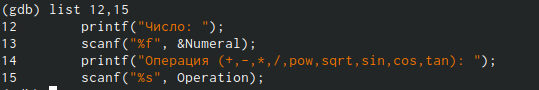 (gdb) list 12,15
12 printf("Число: ");
13 scanf("%f", &Numeral);
14 printf("Операция (+,-,*,/,pow,sqrt,sin,cos,tan): ");
15 scanf("%s", Operation);